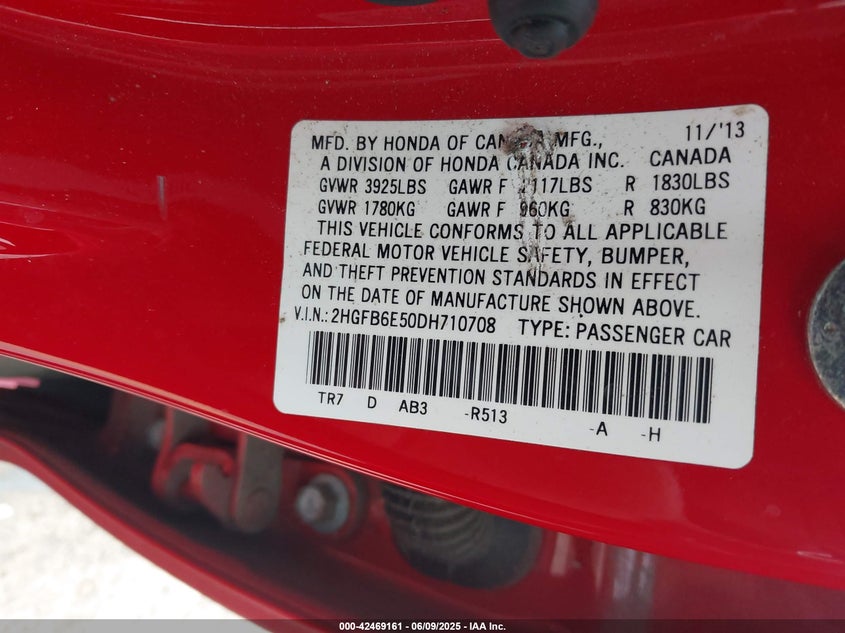 11/'13
MFD. BY HONDA OF CANADA MFG.,
A DIVISION OF HONDA CANADA INC. CANADA
GVWR 3925LBS GAWR F 2117LBS R 1830LBS
GVWR 1780KG GAWR F 960KG R 830KG
THIS VEHICLE CONFORMS TO ALL APPLICABLE
FEDERAL MOTOR VEHICLE SAFETY, BUMPER,
AND THEFT PREVENTION STANDARDS IN EFFECT
ON THE DATE OF MANUFACTURE SHOWN ABOVE.
V.I.N.: 2HGFB6E50DH710708 TYPE: PASSENGER CAR
TR7 D AB3 -R513 -A -H
000-42469161 - 06/09/2025 - IAA Inc.